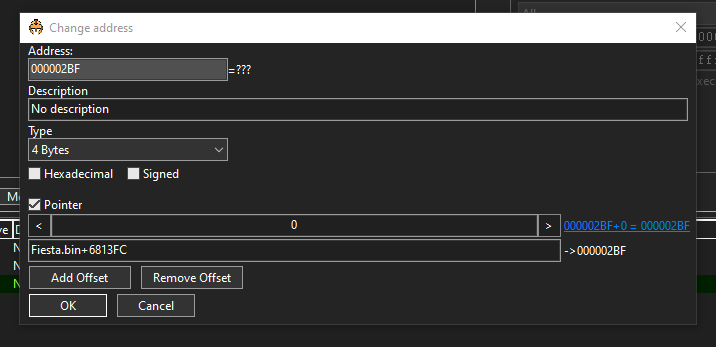 Change address
Address:
000002BF =???
Description
No description
Type
4 Bytes
Hexadecimal Signed
Pointer
< 0 > 000002BF+0 = 000002BF
Fiesta.bin+6813FC ->000002BF
Add Offset Remove Offset
OK Cancel